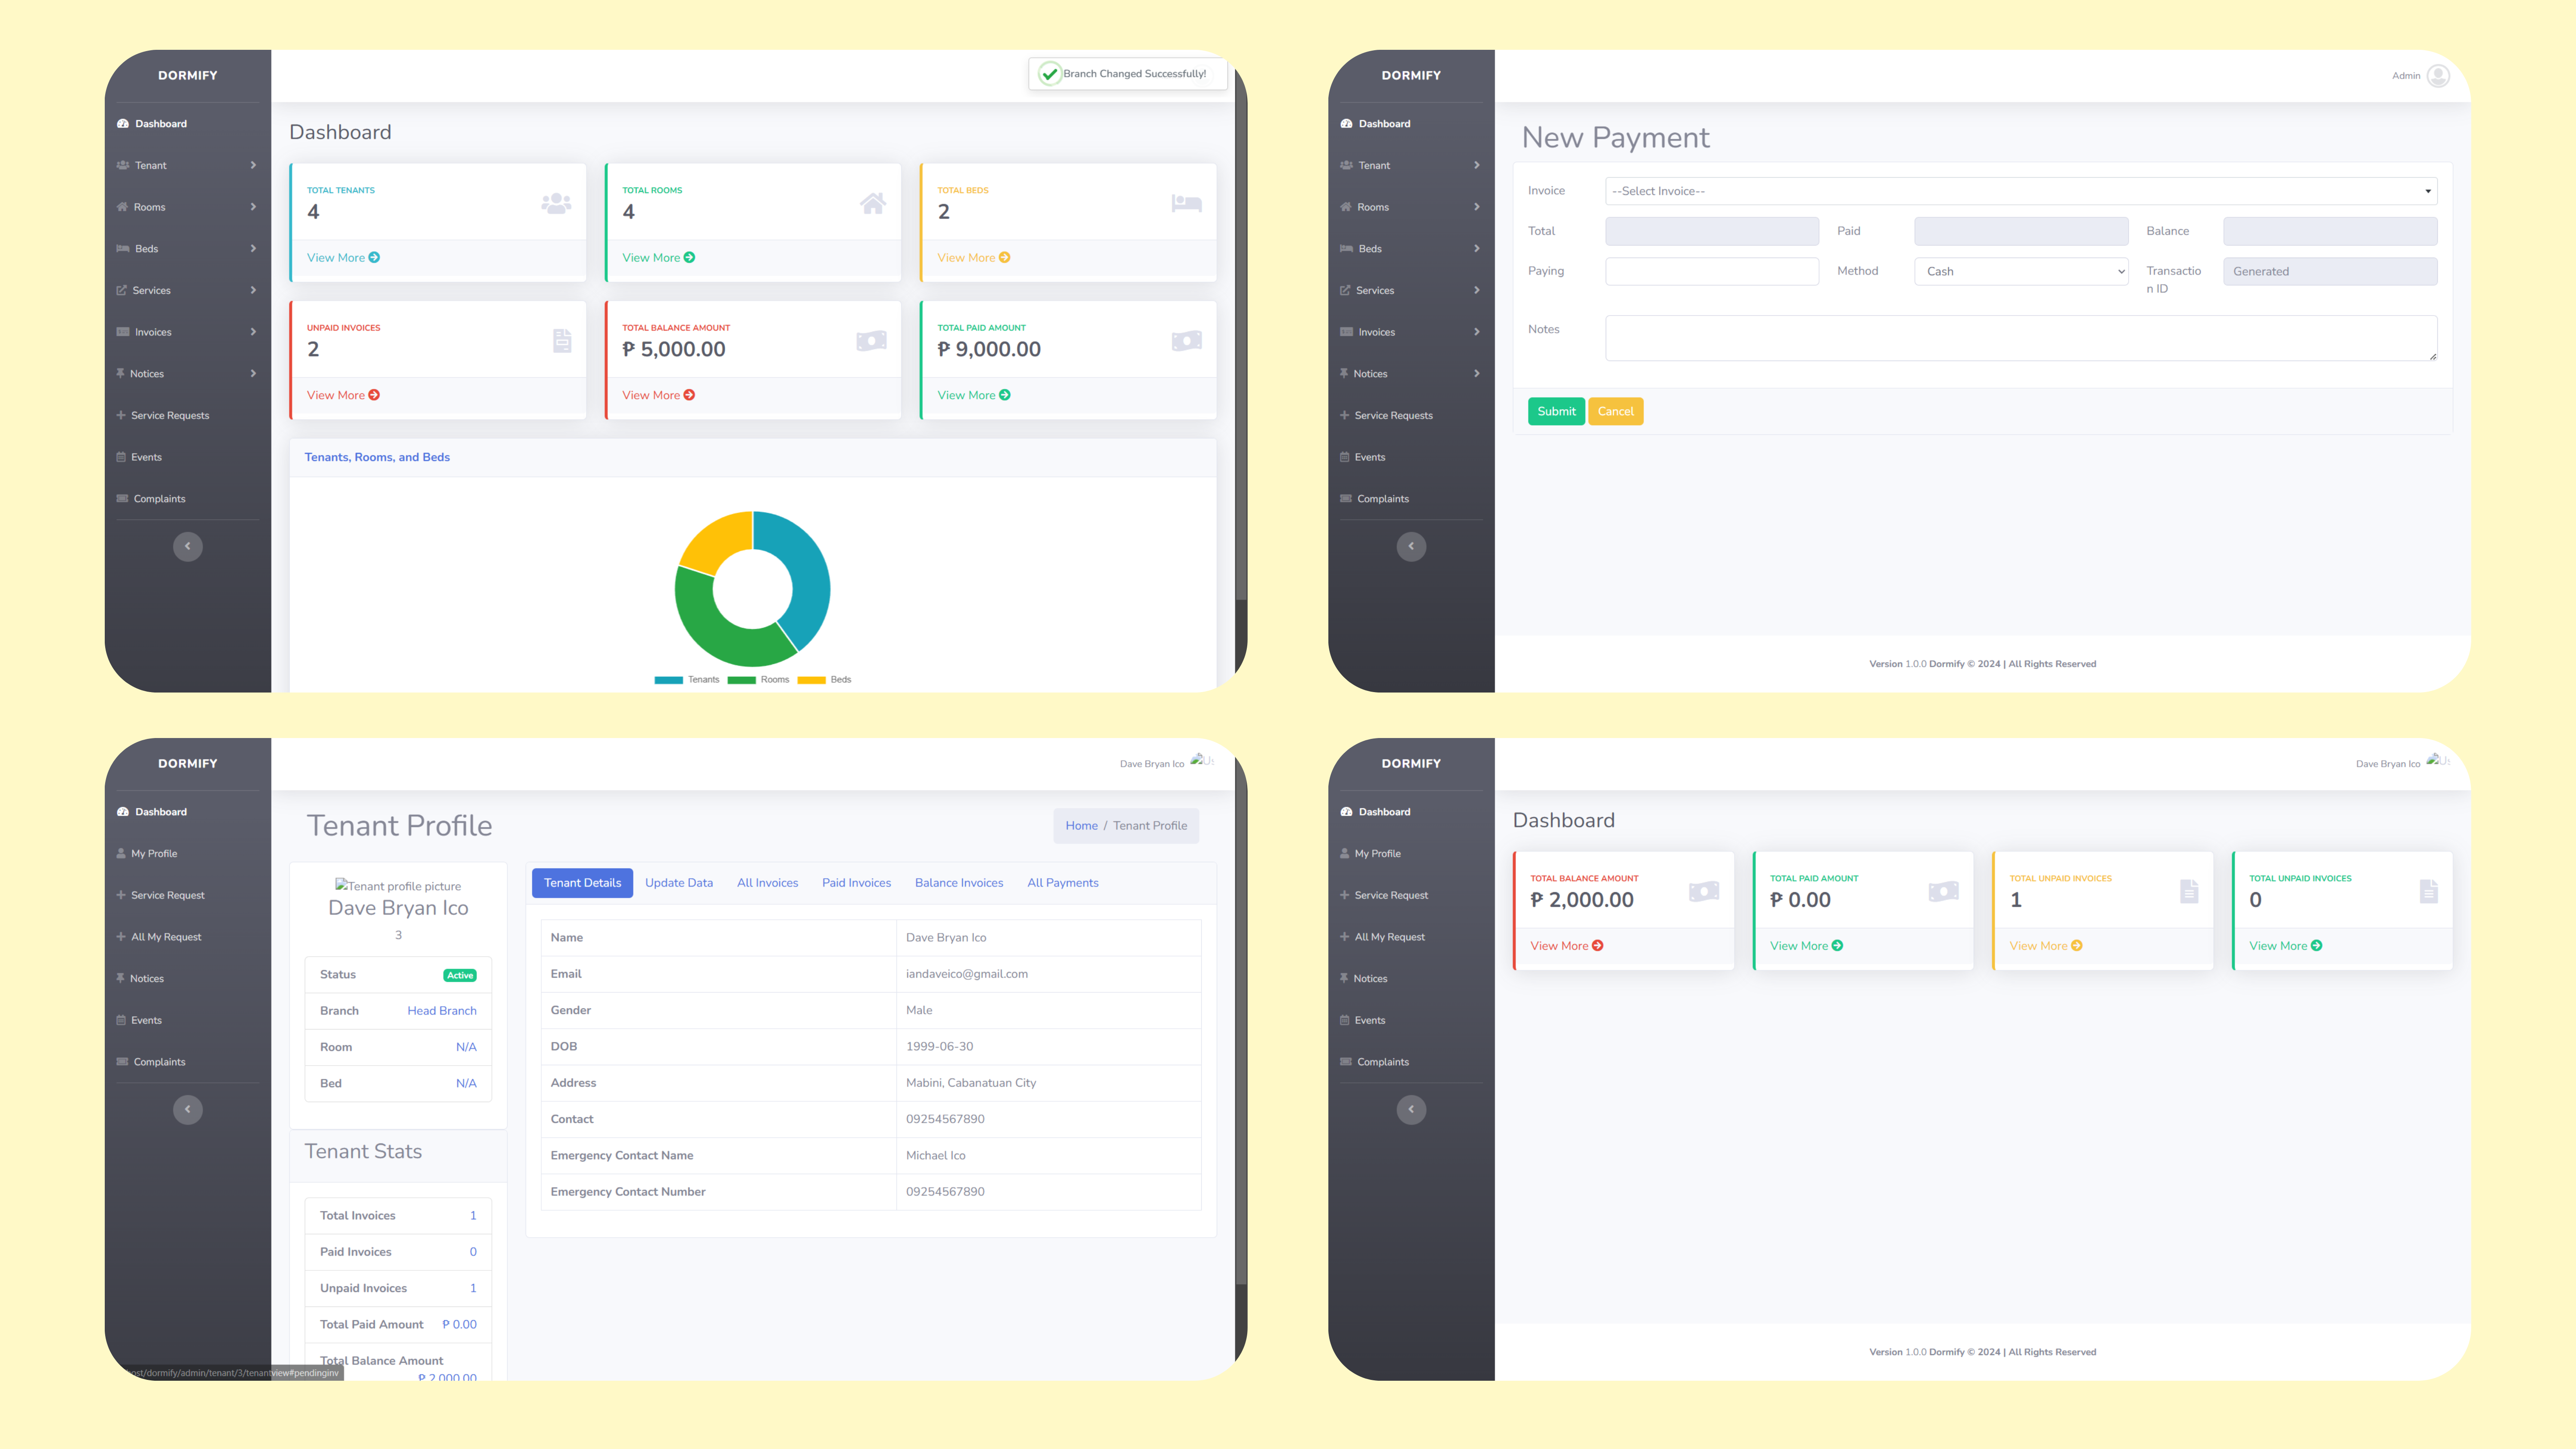 DORMIFY
Dashboard
Tenant
Rooms
Beds
Services
Invoices
Notices
Service Requests
Events
Complaints
Branch Changed Successfully!
Dashboard
TOTAL TENANTS
4
View More
TOTAL ROOMS
4
View More
TOTAL BEDS
2
View More
UNPAID INVOICES
2
View More
TOTAL BALANCE AMOUNT
₱ 5,000.00
View More
TOTAL PAID AMOUNT
₱ 9,000.00
View More
Tenants, Rooms, and Beds
Tenants Rooms Beds
DORMIFY
Dashboard
Tenant
Rooms
Beds
Services
Invoices
Notices
Service Requests
Events
Complaints
Admin
New Payment
Invoice --Select Invoice--
Total Paid Balance
Paying Method Cash Transactio
n ID Generated
Notes
Submit Cancel
Version 1.0.0 Dormify © 2024 | All Rights Reserved
DORMIFY
Dashboard
My Profile
Service Request
All My Request
Notices
Events
Complaints
Dave Bryan Ico
Tenant Profile
Home / Tenant Profile
Tenant profile picture
Dave Bryan Ico
3
Status Active
Branch Head Branch
Room N/A
Bed N/A
Tenant Stats
Total Invoices 1
Paid Invoices 0
Unpaid Invoices 1
Total Paid Amount ₱ 0.00
Total Balance Amount
₱ 2,000.00
Tenant Details Update Data All Invoices Paid Invoices Balance Invoices All Payments
Name Dave Bryan Ico
Email iandaveico@gmail.com
Gender Male
DOB 1999-06-30
Address Mabini, Cabanatuan City
Contact 09254567890
Emergency Contact Name Michael Ico
Emergency Contact Number 09254567890
ost/dormify/admin/tenant/3/tenantview#pendinginv
DORMIFY
Dashboard
My Profile
Service Request
All My Request
Notices
Events
Complaints
Dave Bryan Ico
Dashboard
TOTAL BALANCE AMOUNT
₱ 2,000.00
View More
TOTAL PAID AMOUNT
₱ 0.00
View More
TOTAL UNPAID INVOICES
1
View More
TOTAL UNPAID INVOICES
0
View More
Version 1.0.0 Dormify © 2024 | All Rights Reserved